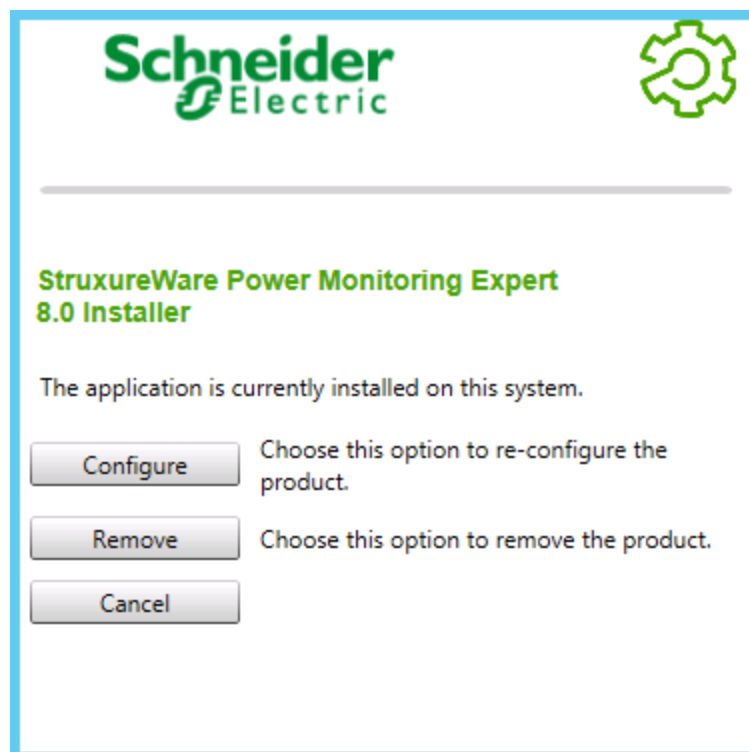 Schneider
Electric
StruxureWare Power Monitoring Expert
8.0 Installer
The application is currently installed on this system.
Configure
Choose this option to re-configure the
product.
Remove
Choose this option to remove the product.
Cancel